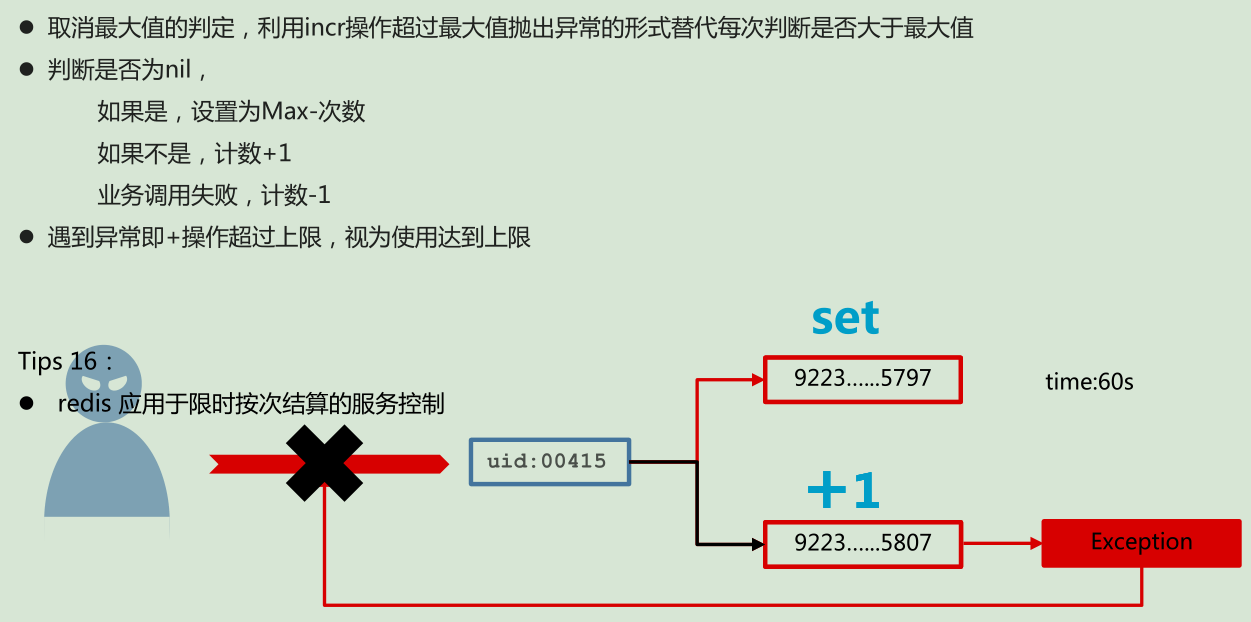 ● 取消最大值的判定，利用incr操作超过最大值抛出异常的形式替代每次判断是否大于最大值
● 判断是否为nil，
如果是，设置为Max-次数
如果不是，计数+1
业务调用失败，计数-1
● 遇到异常即+操作超过上限，视为使用达到上限
set
Tips 16：
9223……5797
time:60s
● redis 应用于限时按次结算的服务控制
uid:00415
+1
9223……5807
Exception